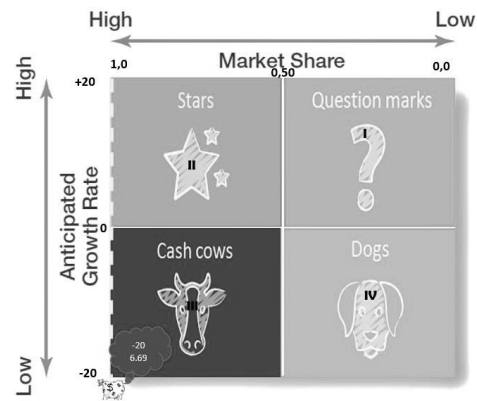 High
Low
Market Share
1,0
0,50
0,0
High
+20
Stars
Question marks
II
I
Anticipated
Growth Rate
0
Cash cows
Dogs
III
IV
-20
6.69
Low
-20
$